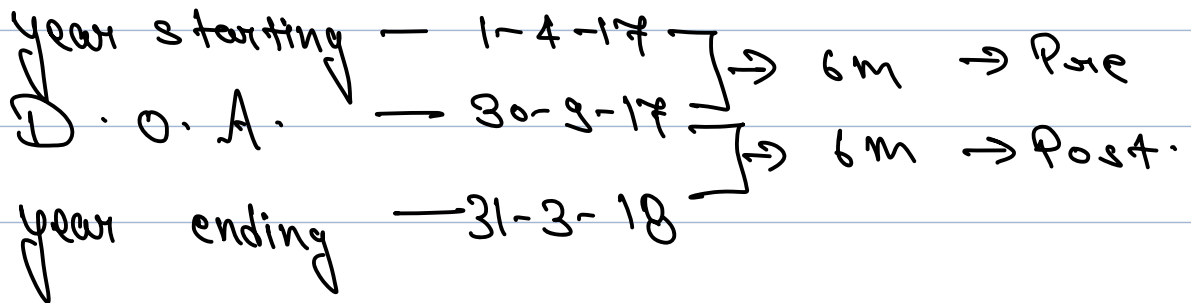 year starting — 1-4-17 → 6m → Pre
D.O.A. — 30-9-17 → 6m → Post.
year ending — 31-3-18